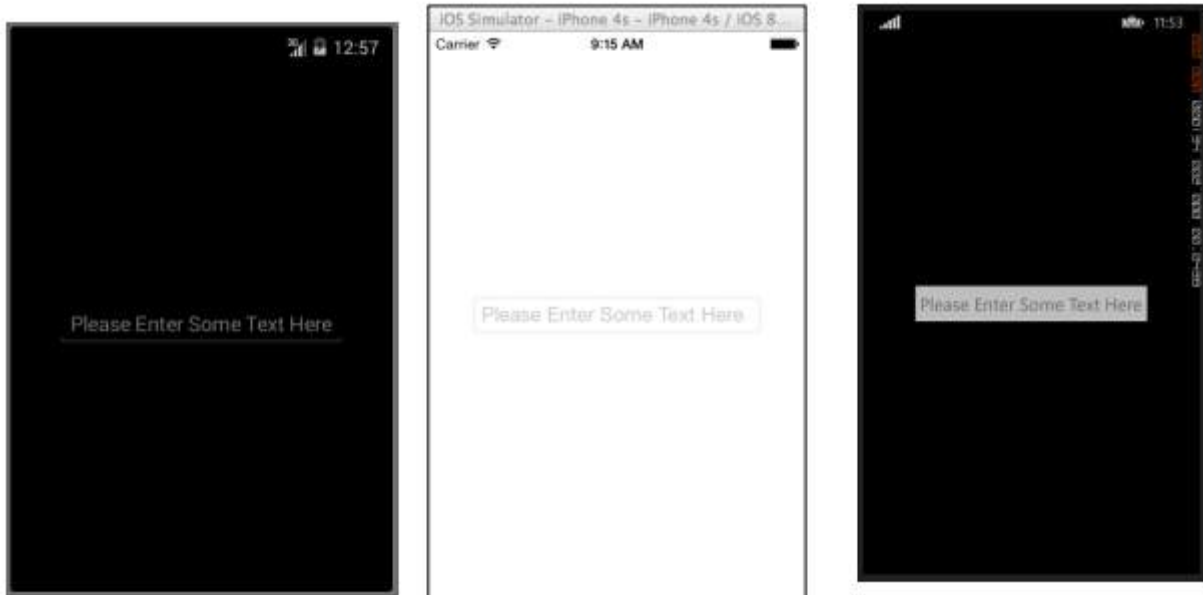 3G 12:57
Please Enter Some Text Here
iOS Simulator – iPhone 4s – iPhone 4s / iOS 8...
Carrier 9:15 AM
Please Enter Some Text Here
11:53
Please Enter Some Text Here